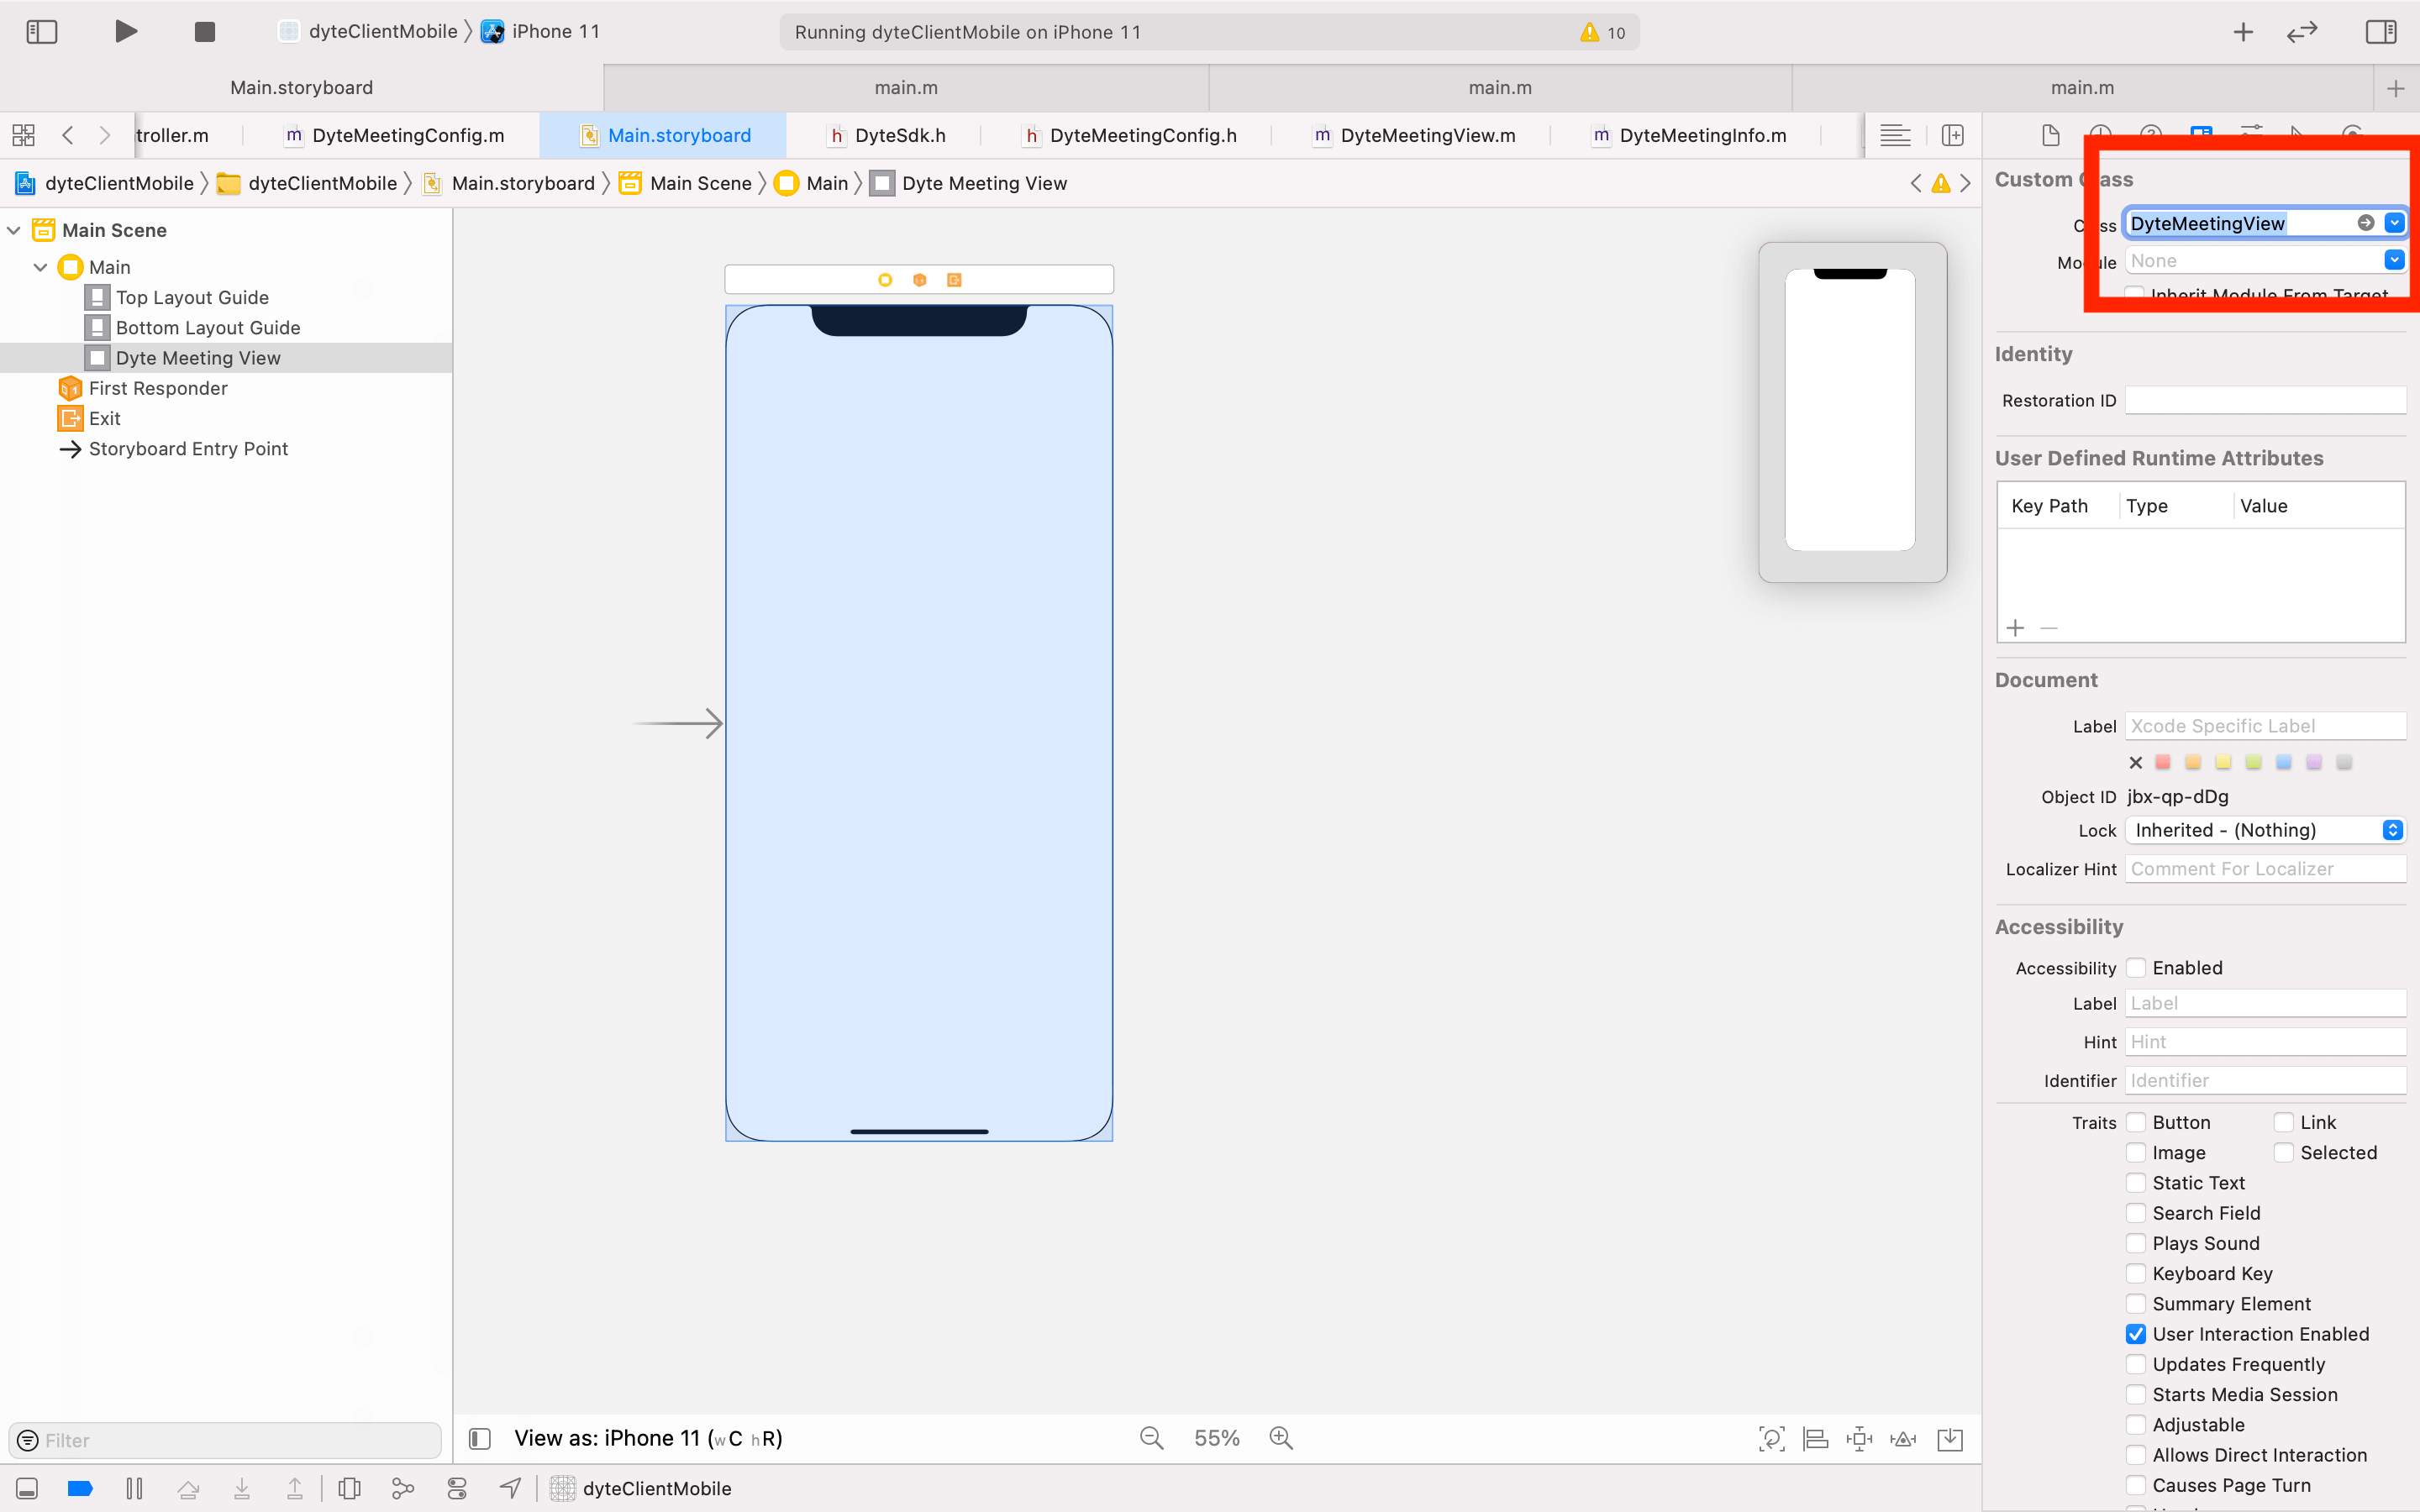 dyteClientMobile 〉 iPhone 11
Running dyteClientMobile on iPhone 11
10
Main.storyboard
main.m
main.m
main.m
troller.m
m DyteMeetingConfig.m
Main.storyboard
h DyteSdk.h
h DyteMeetingConfig.h
m DyteMeetingView.m
m DyteMeetingInfo.m
dyteClientMobile 〉 dyteClientMobile 〉 Main.storyboard 〉 Main Scene 〉 Main 〉 Dyte Meeting View
Main Scene
Main
Top Layout Guide
Bottom Layout Guide
Dyte Meeting View
First Responder
Exit
Storyboard Entry Point
Filter
View as: iPhone 11 (wC hR)
55%
dyteClientMobile
Custom Class
Class DyteMeetingView
Module None
Inherit Module From Target
Identity
Restoration ID
User Defined Runtime Attributes
Key Path Type Value
Document
Label Xcode Specific Label
Object ID jbx-qp-dDg
Lock Inherited - (Nothing)
Localizer Hint Comment For Localizer
Accessibility
Accessibility Enabled
Label Label
Hint Hint
Identifier Identifier
Traits Button Link
Image Selected
Static Text
Search Field
Plays Sound
Keyboard Key
Summary Element
User Interaction Enabled
Updates Frequently
Starts Media Session
Adjustable
Allows Direct Interaction
Causes Page Turn